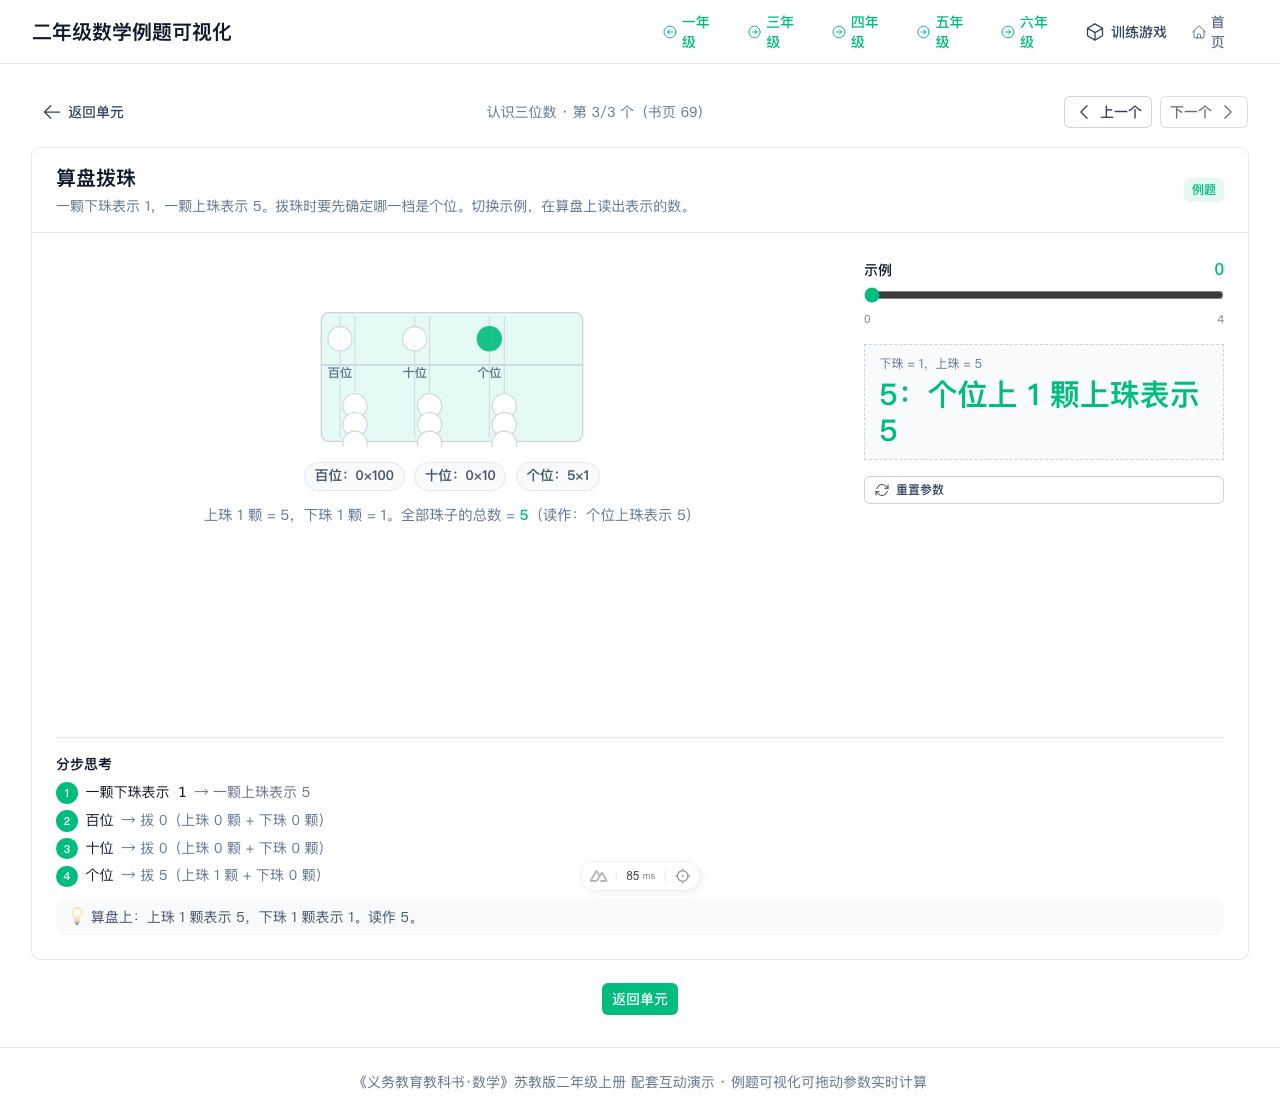 二年级数学例题可视化
一年级
三年级
四年级
五年级
六年级
训练游戏
首页
返回单元
认识三位数 · 第 3/3 个（书页 69）
上一个
下一个
算盘拨珠
一颗下珠表示 1，一颗上珠表示 5。拨珠时要先确定哪一档是个位。切换示例，在算盘上读出表示的数。
例题
百位
十位
个位
百位：0×100
十位：0×10
个位：5×1
上珠 1 颗 = 5，下珠 1 颗 = 1。全部珠子的总数 = 5（读作：个位上珠表示 5）
示例
0
0
4
下珠 = 1，上珠 = 5
5：个位上 1 颗上珠表示
5
重置参数
分步思考
1 一颗下珠表示 1 → 一颗上珠表示 5
2 百位 → 拨 0（上珠 0 颗 + 下珠 0 颗）
3 十位 → 拨 0（上珠 0 颗 + 下珠 0 颗）
4 个位 → 拨 5（上珠 1 颗 + 下珠 0 颗）
85 ms
💡 算盘上：上珠 1 颗表示 5，下珠 1 颗表示 1。读作 5。
返回单元
《义务教育教科书·数学》苏教版二年级上册 配套互动演示 · 例题可视化可拖动参数实时计算